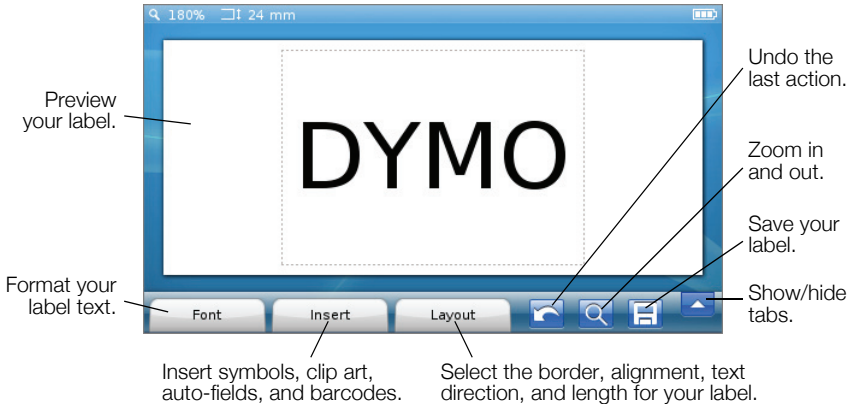 180% 24 mm
DYMO
Font
Insert
Layout
Preview
your label.
Format your
label text.
Insert symbols, clip art,
auto-fields, and barcodes.
Select the border, alignment, text
direction, and length for your label.
Undo the
last action.
Zoom in
and out.
Save your
label.
Show/hide
tabs.